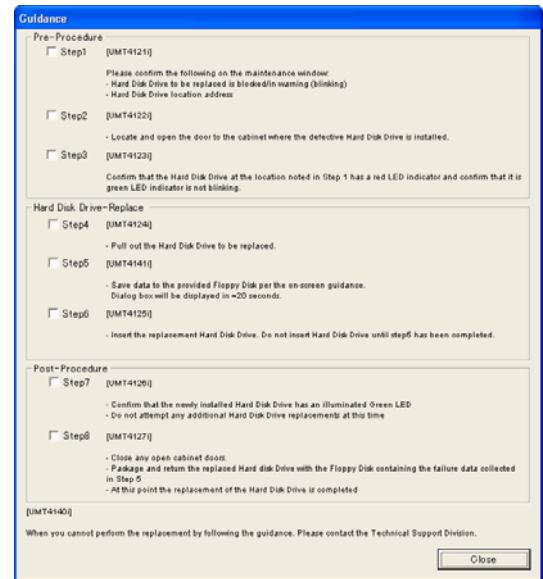 Guidance
Pre-Procedure
Step1 [UMT4121i]
Please confirm the following on the maintenance window:
- Hard Disk Drive to be replaced is blocked/in warning (blinking)
- Hard Disk Drive location address
Step2 [UMT4122i]
- Locate and open the door to the cabinet where the defective Hard Disk Drive is installed.
Step3 [UMT4123i]
Confirm that the Hard Disk Drive at the location noted in Step 1 has a red LED indicator and confirm that it is
green LED indicator is not blinking.
Hard Disk Drive-Replace
Step4 [UMT4124i]
- Pull out the Hard Disk Drive to be replaced.
Step5 [UMT4141i]
- Save data to the provided Floppy Disk per the on-screen guidance.
Dialog box will be displayed in =20 seconds.
Step6 [UMT4125i]
- Insert the replacement Hard Disk Drive. Do not insert Hard Disk Drive until step5 has been completed.
Post-Procedure
Step7 [UMT4126i]
- Confirm that the newly installed Hard Disk Drive has an illuminated Green LED
- Do not attempt any additional Hard Disk Drive replacements at this time
Step8 [UMT4127i]
- Close any open cabinet doors.
- Package and return the replaced Hard disk Drive with the Floppy Disk containing the failure data collected
in Step 5
- At this point the replacement of the Hard Disk Drive is completed
[UMT4140i]
When you cannot perform the replacement by following the guidance. Please contact the Technical Support Division.
Close